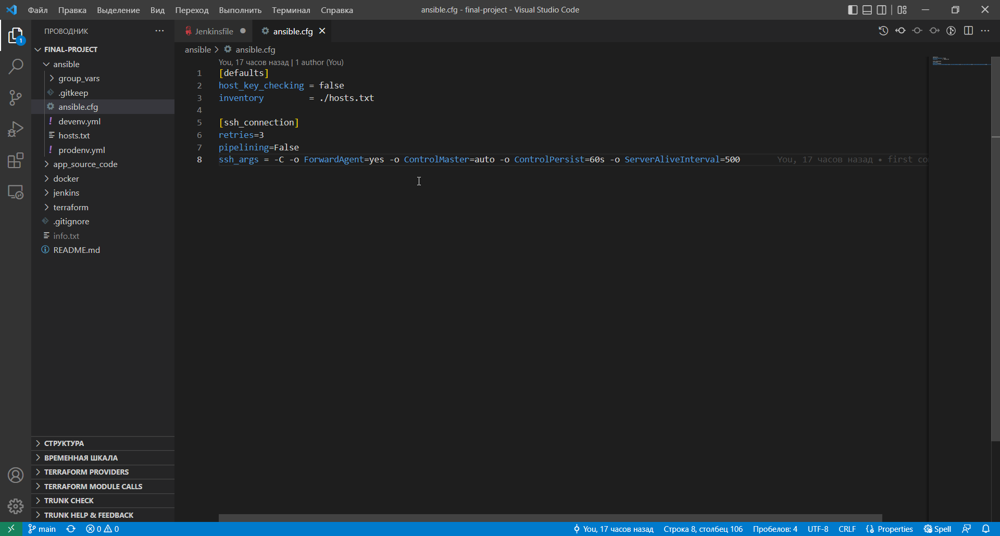 Файл Правка Выделение Вид Переход Выполнить Терминал Справка
ansible.cfg - final-project - Visual Studio Code
ПРОВОДНИК
1
FINAL-PROJECT
ansible
group_vars
.gitkeep
ansible.cfg
devenv.yml
hosts.txt
prodenv.yml
app_source_code
docker
jenkins
terraform
.gitignore
info.txt
README.md
СТРУКТУРА
ВРЕМЕННАЯ ШКАЛА
TERRAFORM PROVIDERS
TERRAFORM MODULE CALLS
TRUNK CHECK
TRUNK HELP & FEEDBACK
Jenkinsfile
ansible.cfg
ansible > ansible.cfg
You, 17 часов назад | 1 author (You)
1 [defaults]
2 host_key_checking = false
3 inventory         = ./hosts.txt
4
5 [ssh_connection]
6 retries=3
7 pipelining=False
8 ssh_args = -C -o ForwardAgent=yes -o ControlMaster=auto -o ControlPersist=60s -o ServerAliveInterval=500 You, 17 часов назад • first co
main 0 0 You, 17 часов назад Строка 8, столбец 106 Пробелов: 4 UTF-8 CRLF Properties Spell